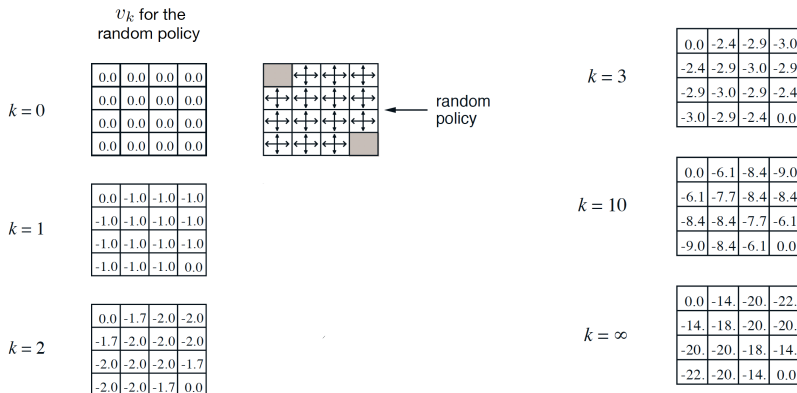 v_k for the
random policy
k = 0
0.0 0.0 0.0 0.0
0.0 0.0 0.0 0.0
0.0 0.0 0.0 0.0
0.0 0.0 0.0 0.0
random
policy
k = 1
0.0 -1.0 -1.0 -1.0
-1.0 -1.0 -1.0 -1.0
-1.0 -1.0 -1.0 -1.0
-1.0 -1.0 -1.0 0.0
k = 2
0.0 -1.7 -2.0 -2.0
-1.7 -2.0 -2.0 -2.0
-2.0 -2.0 -2.0 -1.7
-2.0 -2.0 -1.7 0.0
k = 3
0.0 -2.4 -2.9 -3.0
-2.4 -2.9 -3.0 -2.9
-2.9 -3.0 -2.9 -2.4
-3.0 -2.9 -2.4 0.0
k = 10
0.0 -6.1 -8.4 -9.0
-6.1 -7.7 -8.4 -8.4
-8.4 -8.4 -7.7 -6.1
-9.0 -8.4 -6.1 0.0
k = ∞
0.0 -14. -20. -22.
-14. -18. -20. -20.
-20. -20. -18. -14.
-22. -20. -14. 0.0